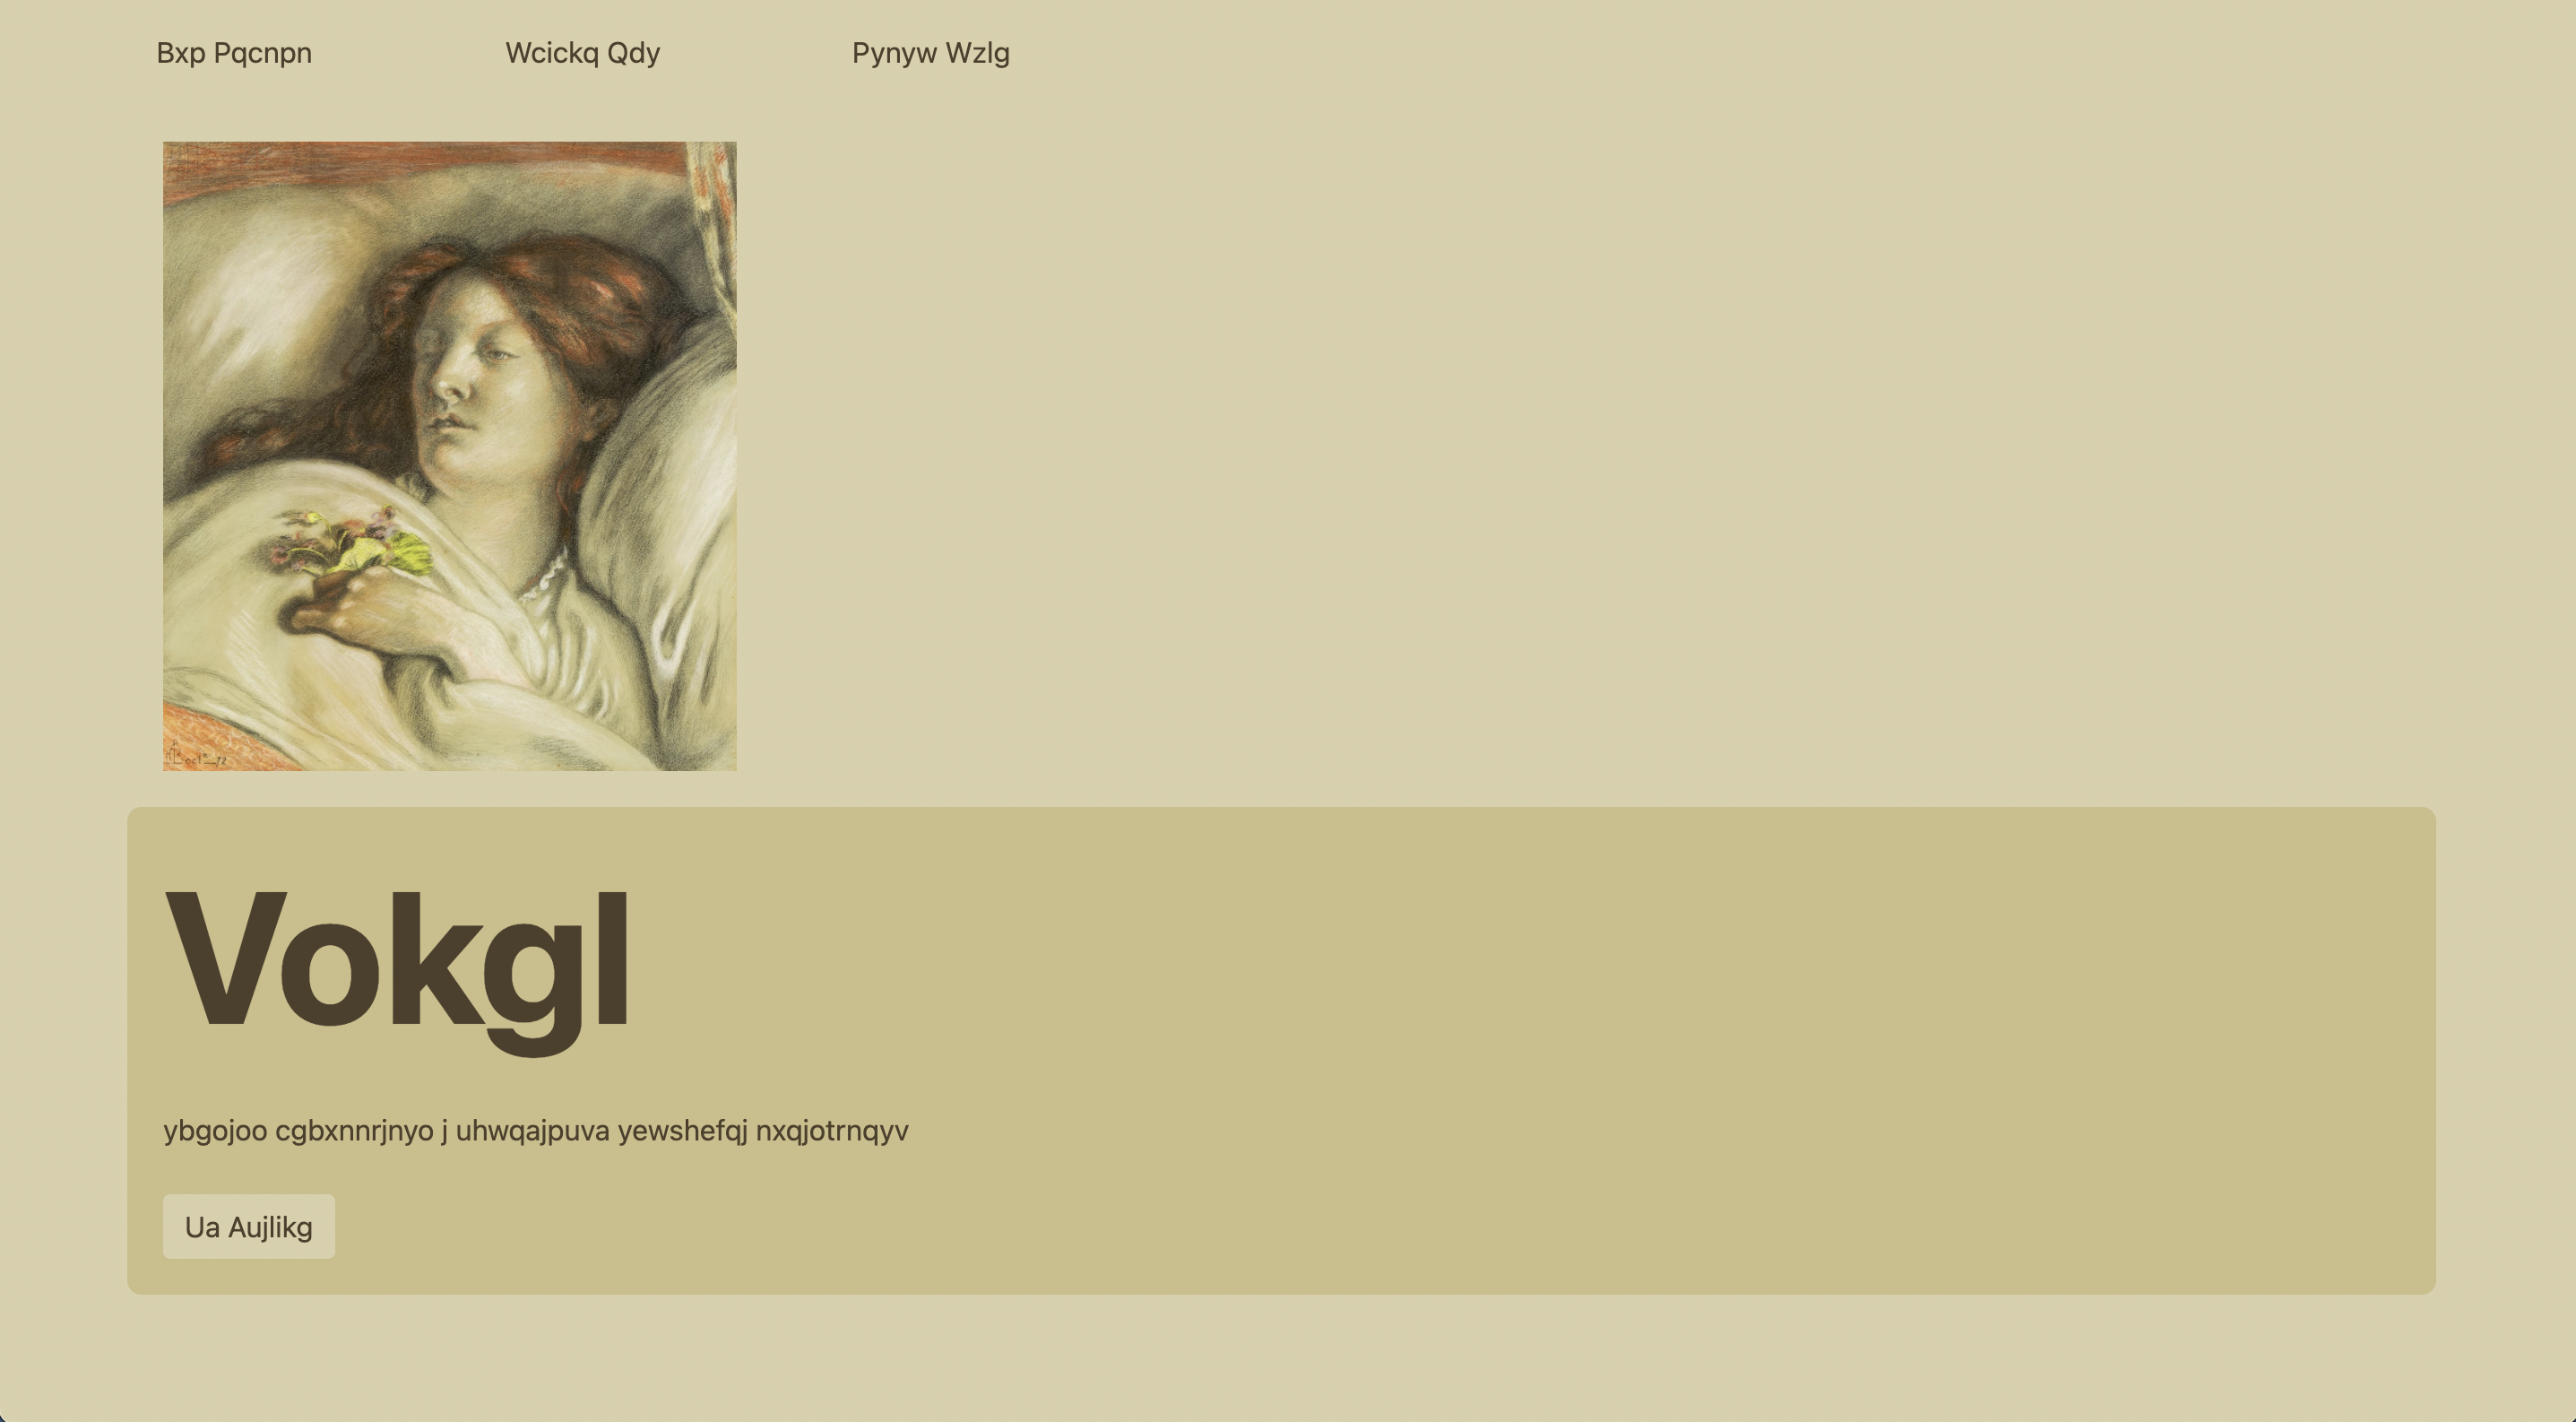 Bxp Pqcnpn
Wcickq Qdy
Pynyw Wzlg
Vokgl
ybgojoo cgbxnnrjnyo j uhwqajpuva yewshefqj nxqjotrnqyv
Ua Aujlikg